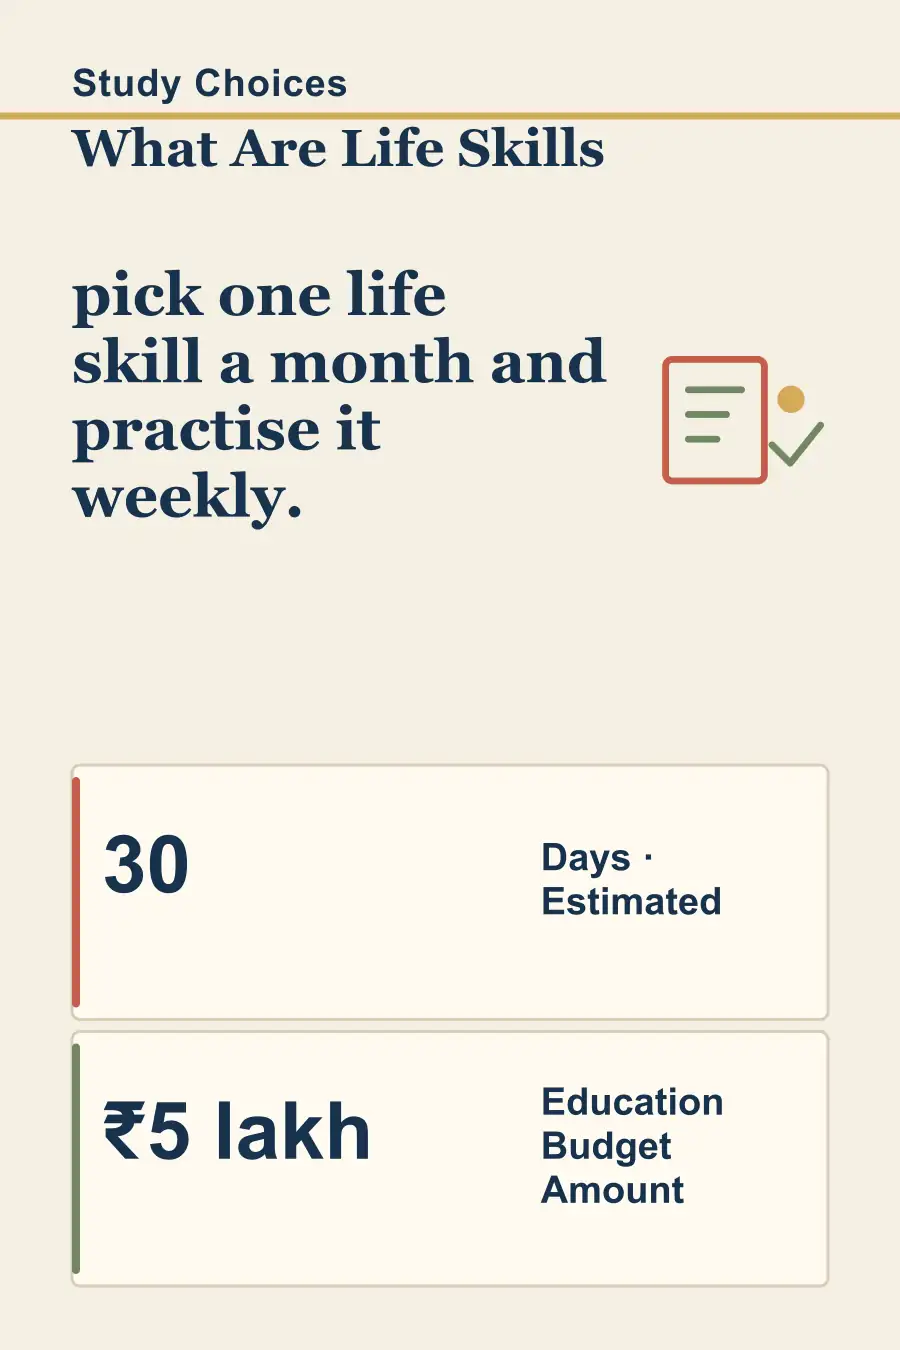 Study Choices
What Are Life Skills
pick one life
skill a month and
practise it
weekly.
30
Days ·
Estimated
₹5 lakh
Education
Budget
Amount